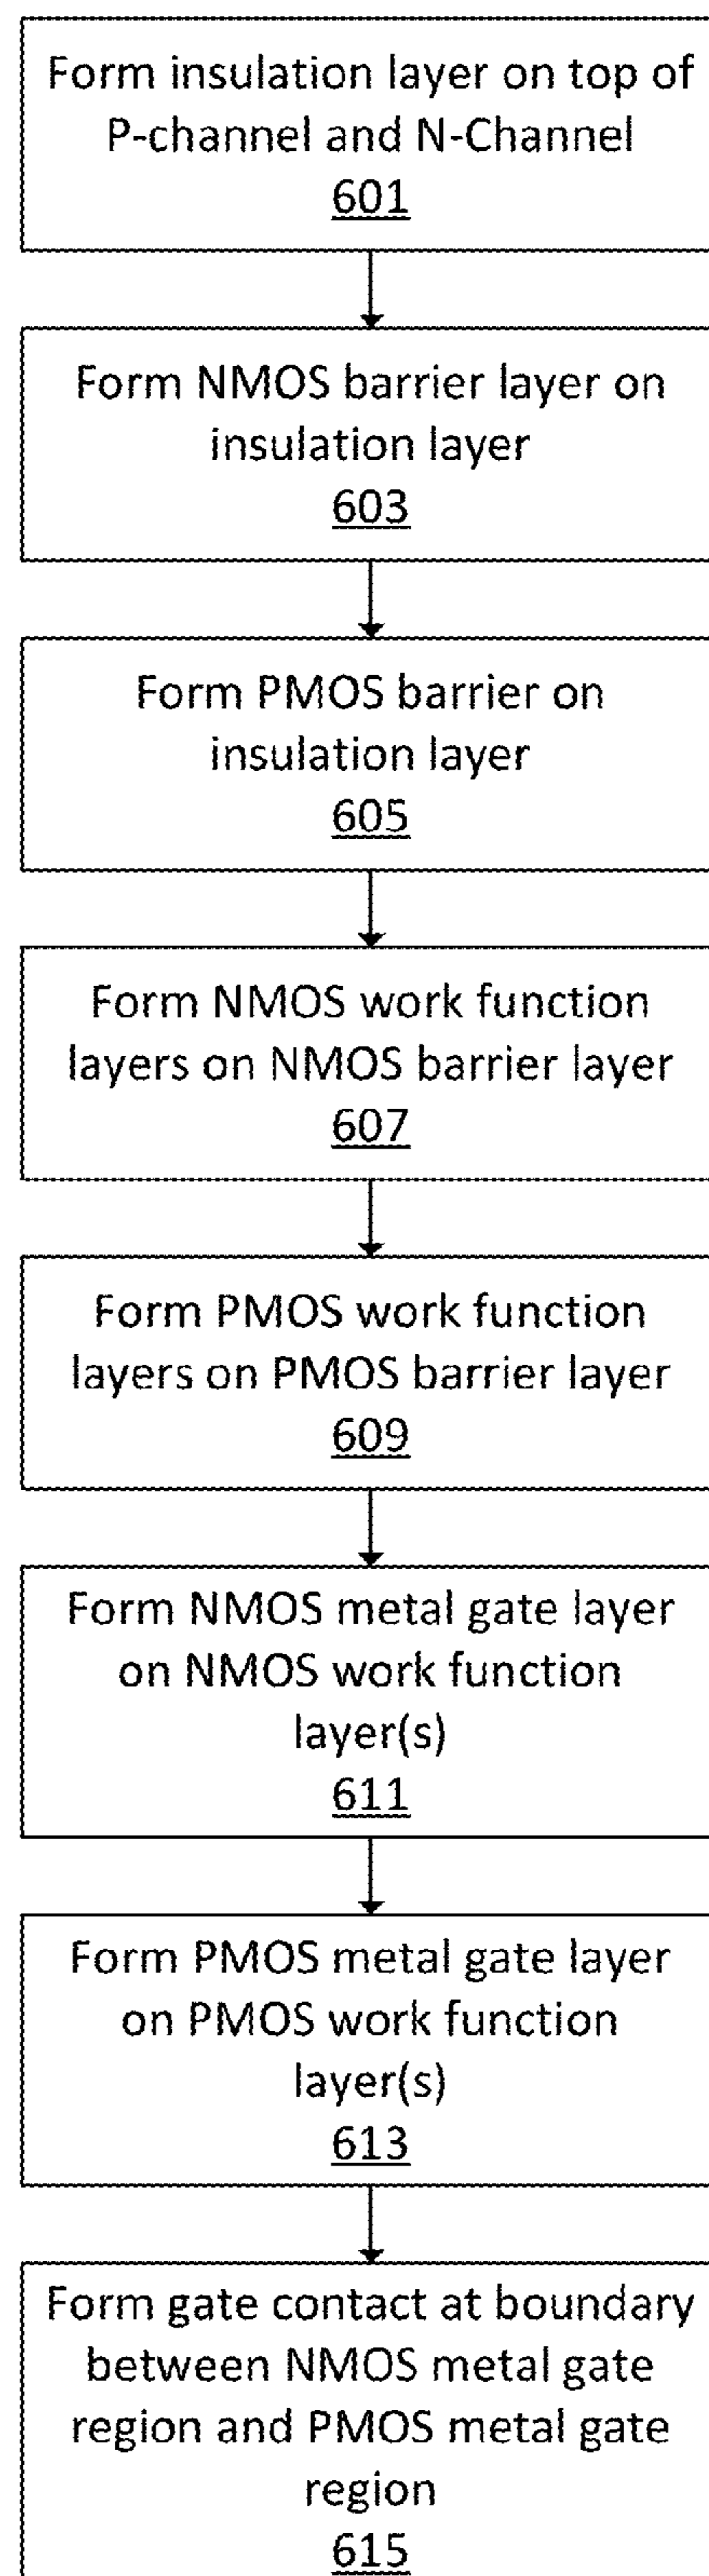 Form insulation layer on top of
P-channel and N-Channel
601
Form NMOS barrier layer on
insulation layer
603
Form PMOS barrier on
insulation layer
605
Form NMOS work function
layers on NMOS barrier layer
607
Form PMOS work function
layers on PMOS barrier layer
609
Form NMOS metal gate layer
on NMOS work function
layer(s)
611
Form PMOS metal gate layer
on PMOS work function
layer(s)
613
Form gate contact at boundary
between NMOS metal gate
region and PMOS metal gate
region
615